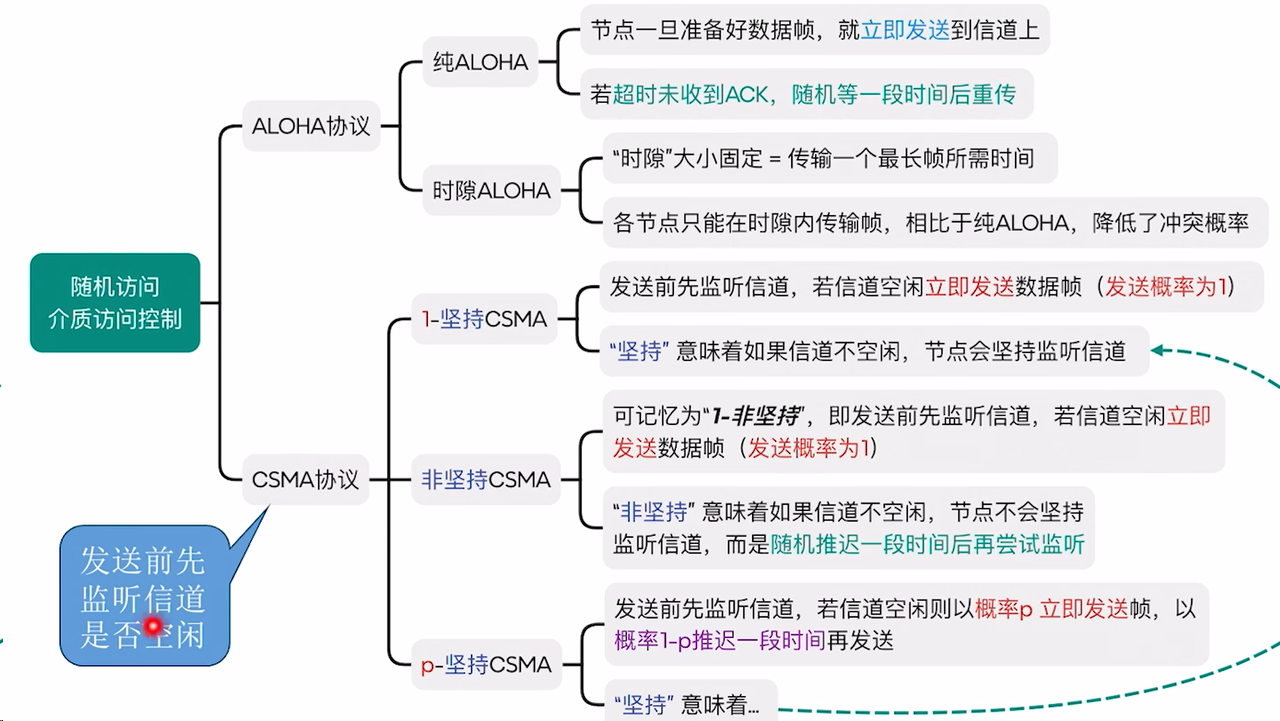 节点一旦准备好数据帧，就立即发送到信道上
纯ALOHA
若超时未收到ACK，随机等一段时间后重传
ALOHA协议
“时隙”大小固定 = 传输一个最长帧所需时间
时隙ALOHA
各节点只能在时隙内传输帧，相比于纯ALOHA，降低了冲突概率
随机访问
介质访问控制
发送前先监听信道，若信道空闲立即发送数据帧（发送概率为1）
1-坚持CSMA
“坚持” 意味着如果信道不空闲，节点会坚持监听信道
可记忆为“1-非坚持”，即发送前先监听信道，若信道空闲立即
发送数据帧（发送概率为1）
CSMA协议
非坚持CSMA
“非坚持” 意味着如果信道不空闲，节点不会坚持
监听信道，而是随机推迟一段时间后再尝试监听
发送前先
监听信道
是否空闲
发送前先监听信道，若信道空闲则以概率p 立即发送帧，以
概率1-p推迟一段时间再发送
p-坚持CSMA
“坚持” 意味着...